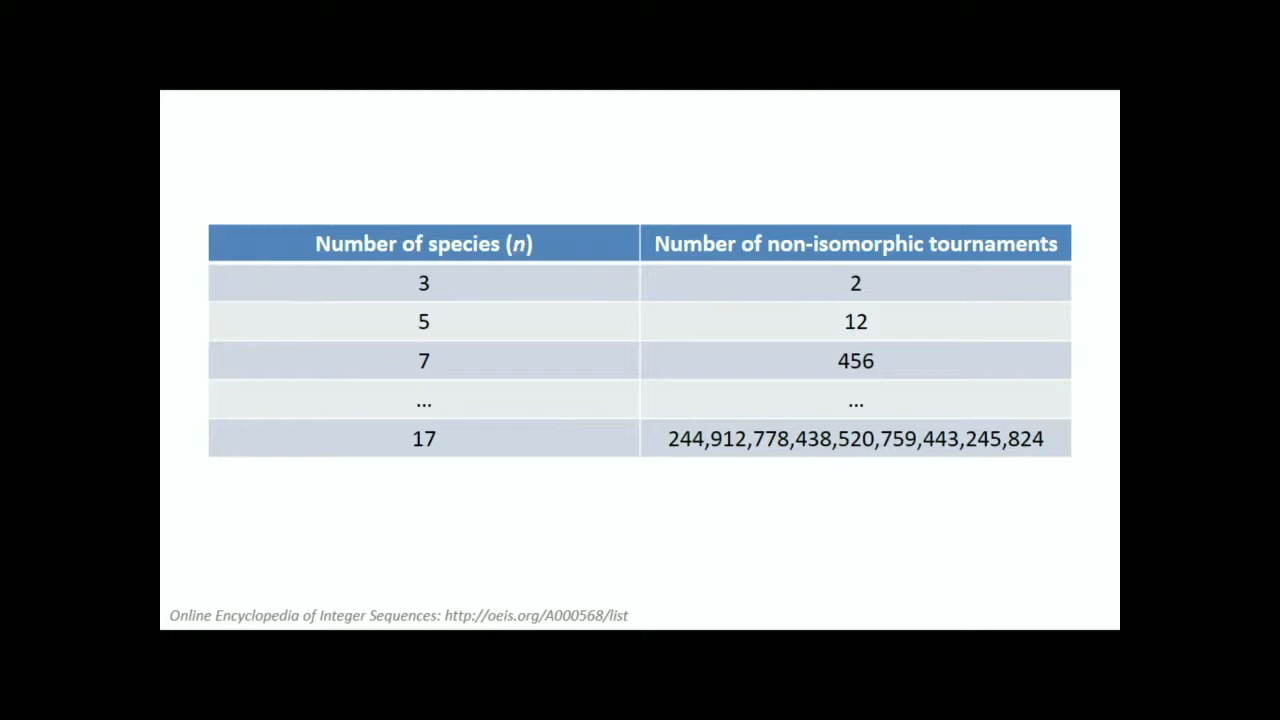 Number of species (n) Number of non-isomorphic tournaments
3 2
5 12
7 456
... ...
17 244,912,778,438,520,759,443,245,824
Online Encyclopedia of Integer Sequences: http://oeis.org/A000568/list